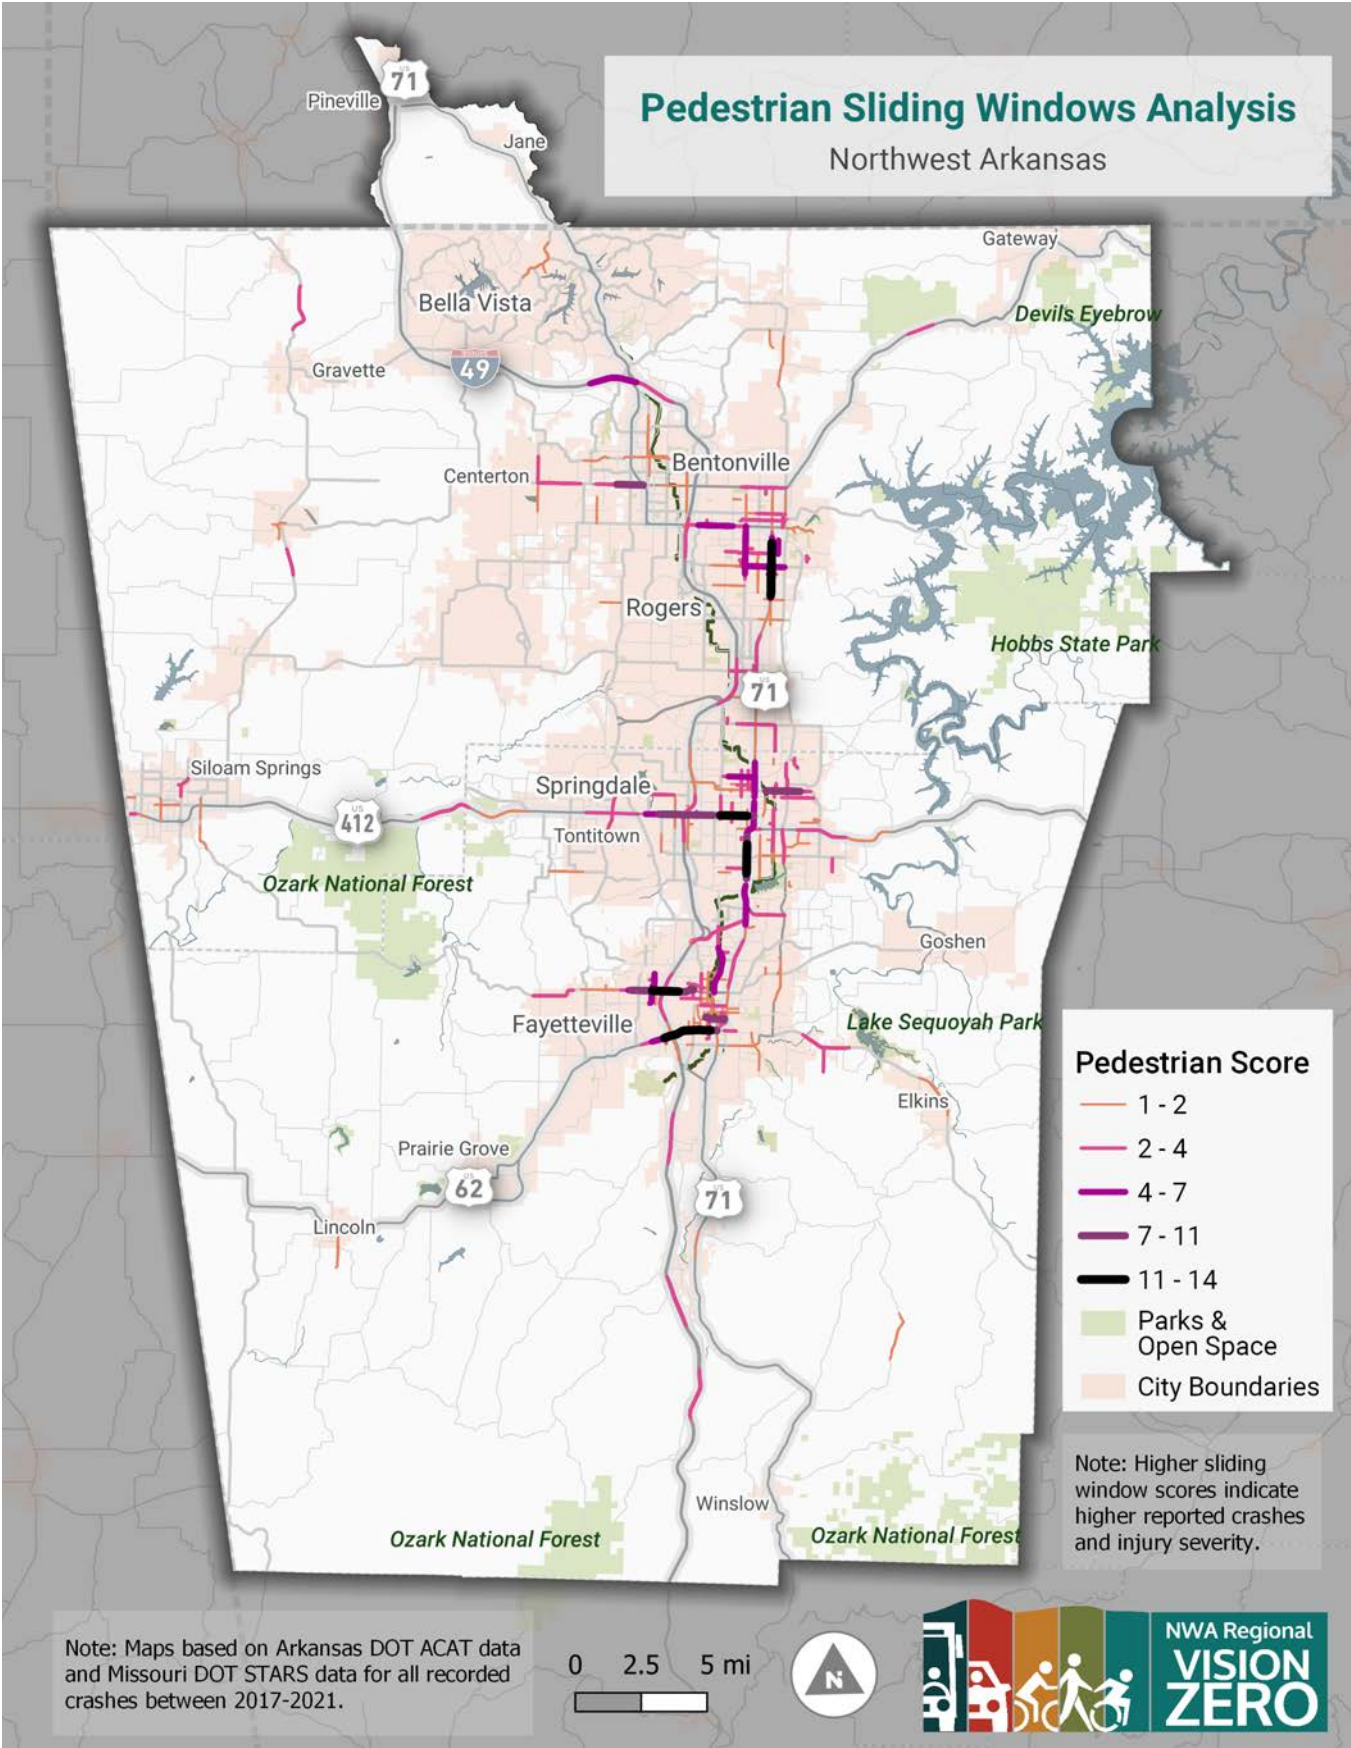 Pedestrian Sliding Windows Analysis
Northwest Arkansas
US
71
Pineville
Jane
Gateway
Bella Vista
Devils Eyebrow
49
Gravette
Bentonville
Centerton
Rogers
Hobbs State Park
US
71
Siloam Springs
Springdale
US
412
Tontitown
Ozark National Forest
Goshen
Fayetteville
Lake Sequoyah Park
Elkins
Prairie Grove
US
62
US
71
Lincoln
Winslow
Ozark National Forest
Ozark National Forest
Pedestrian Score
1 - 2
2 - 4
4 - 7
7 - 11
11 - 14
Parks &
Open Space
City Boundaries
Note: Higher sliding
window scores indicate
higher reported crashes
and injury severity.
Note: Maps based on Arkansas DOT ACAT data
and Missouri DOT STARS data for all recorded
crashes between 2017-2021.
0 2.5 5 mi
N
NWA Regional
VISION
ZERO